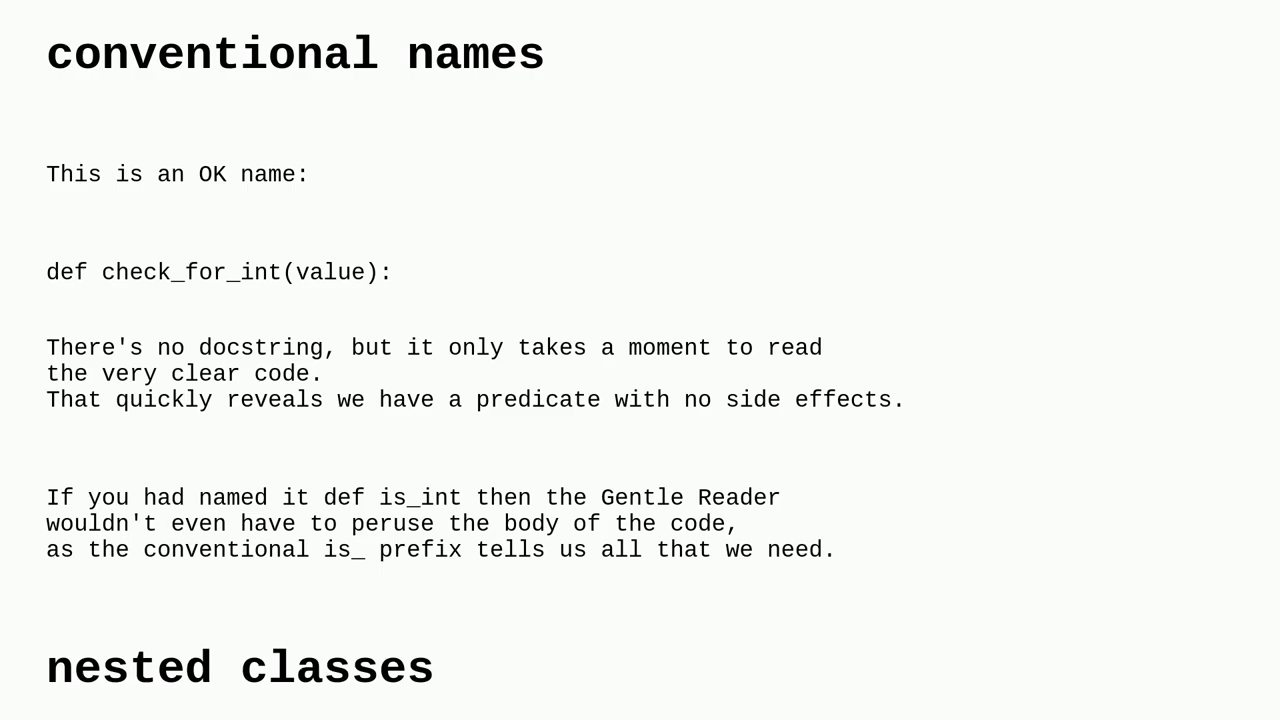 conventional names
This is an OK name:
def check_for_int(value):
There's no docstring, but it only takes a moment to read
the very clear code.
That quickly reveals we have a predicate with no side effects.
If you had named it def is_int then the Gentle Reader
wouldn't even have to peruse the body of the code,
as the conventional is_ prefix tells us all that we need.
nested classes